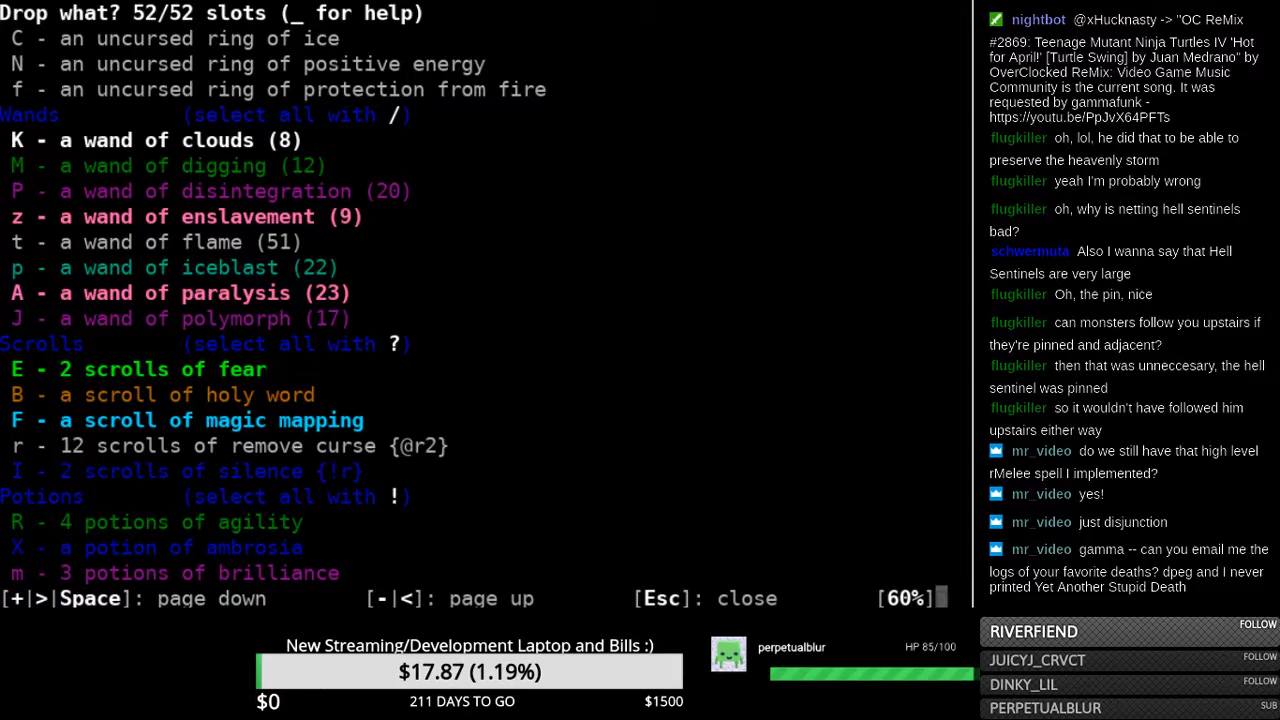 Drop what? 52/52 slots (_ for help)
C - an uncursed ring of ice
N - an uncursed ring of positive energy
f - an uncursed ring of protection from fire
Wands (select all with /)
K - a wand of clouds (8)
M - a wand of digging (12)
P - a wand of disintegration (20)
z - a wand of enslavement (9)
t - a wand of flame (51)
p - a wand of iceblast (22)
A - a wand of paralysis (23)
J - a wand of polymorph (17)
Scrolls (select all with ?)
E - 2 scrolls of fear
B - a scroll of holy word
F - a scroll of magic mapping
r - 12 scrolls of remove curse {@r2}
I - 2 scrolls of silence {!r}
Potions (select all with !)
R - 4 potions of agility
X - a potion of ambrosia
m - 3 potions of brilliance
[+|>|Space]: page down [-|<]: page up [Esc]: close [60%]
New Streaming/Development Laptop and Bills :)
$17.87 (1.19%)
$0 211 DAYS TO GO $1500
perpetualblur HP 85/100
nightbot @xHucknasty -> "OC ReMix
#2869: Teenage Mutant Ninja Turtles IV 'Hot
for April!' [Turtle Swing] by Juan Medrano" by
OverClocked ReMix: Video Game Music
Community is the current song. It was
requested by gammafunk -
https://youtu.be/PpJvX64PFTs
flugkiller oh, lol, he did that to be able to
preserve the heavenly storm
flugkiller yeah I'm probably wrong
flugkiller oh, why is netting hell sentinels
bad?
schwermuta Also I wanna say that Hell
Sentinels are very large
flugkiller Oh, the pin, nice
flugkiller can monsters follow you upstairs if
they're pinned and adjacent?
flugkiller then that was unneccesary, the hell
sentinel was pinned
flugkiller so it wouldn't have followed him
upstairs either way
mr_video do we still have that high level
rMelee spell I implemented?
mr_video yes!
mr_video just disjunction
mr_video gamma -- can you email me the
logs of your favorite deaths? dpeg and I never
printed Yet Another Stupid Death
RIVERFIEND FOLLOW
JUICYJ_CRVCT FOLLOW
DINKY_LIL FOLLOW
PERPETUALBLUR SUB